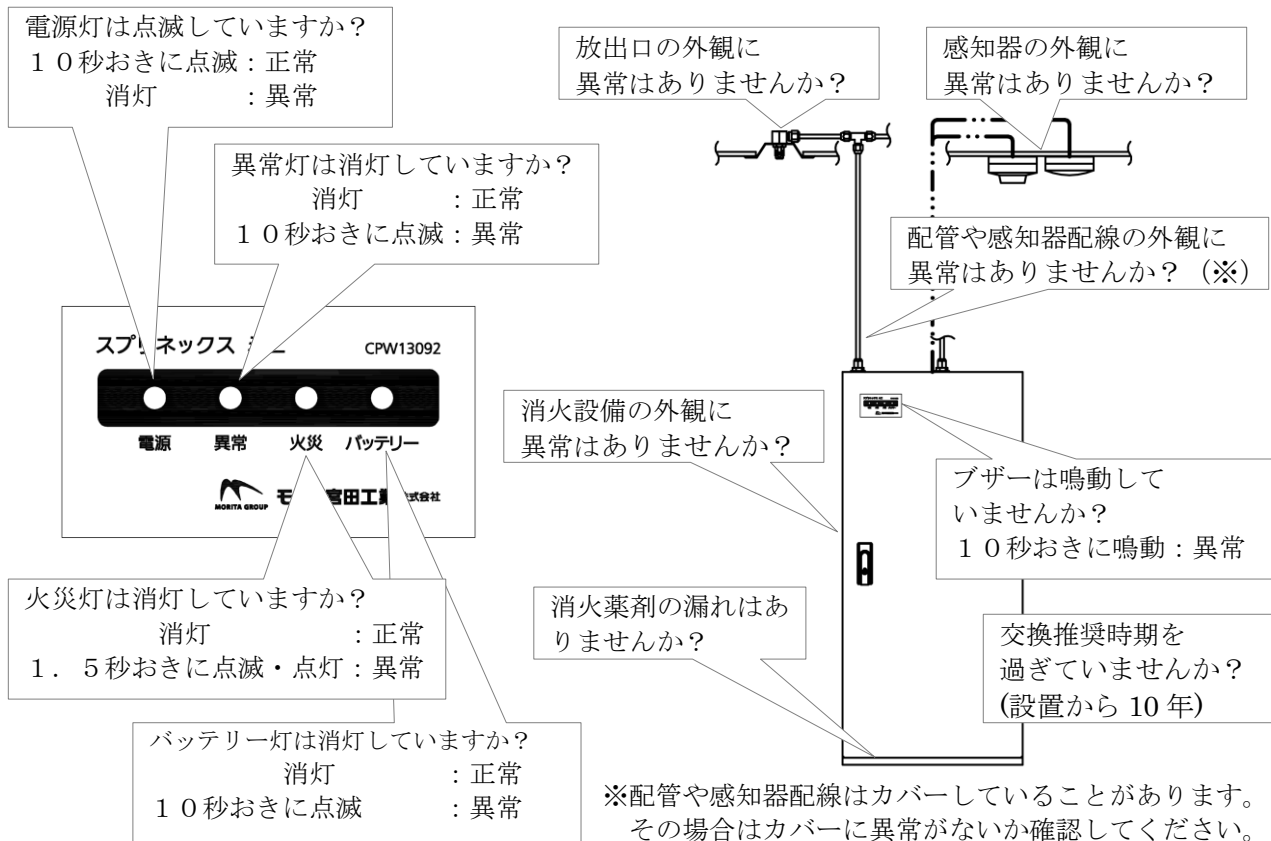 電源灯は点滅していますか？
１０秒おきに点滅：正常
消灯　　　：異常
異常灯は消灯していますか？
消灯　　　：正常
１０秒おきに点滅：異常
スプリネックス
CPW13092
電源　異常　火災　バッテリー
MORITA GROUP
宮田工業株式会社
火災灯は消灯していますか？
消灯　　　　　：正常
１．５秒おきに点滅・点灯：異常
バッテリー灯は消灯していますか？
消灯　　　　：正常
１０秒おきに点滅　　：異常
放出口の外観に
異常はありませんか？
感知器の外観に
異常はありませんか？
配管や感知器配線の外観に
異常はありませんか？（※）
消火設備の外観に
異常はありませんか？
ブザーは鳴動して
いませんか？
１０秒おきに鳴動：異常
消火薬剤の漏れはあ
りませんか？
交換推奨時期を
過ぎていませんか？
(設置から 10 年)
※配管や感知器配線はカバーしていることがあります。
その場合はカバーに異常がないか確認してください。